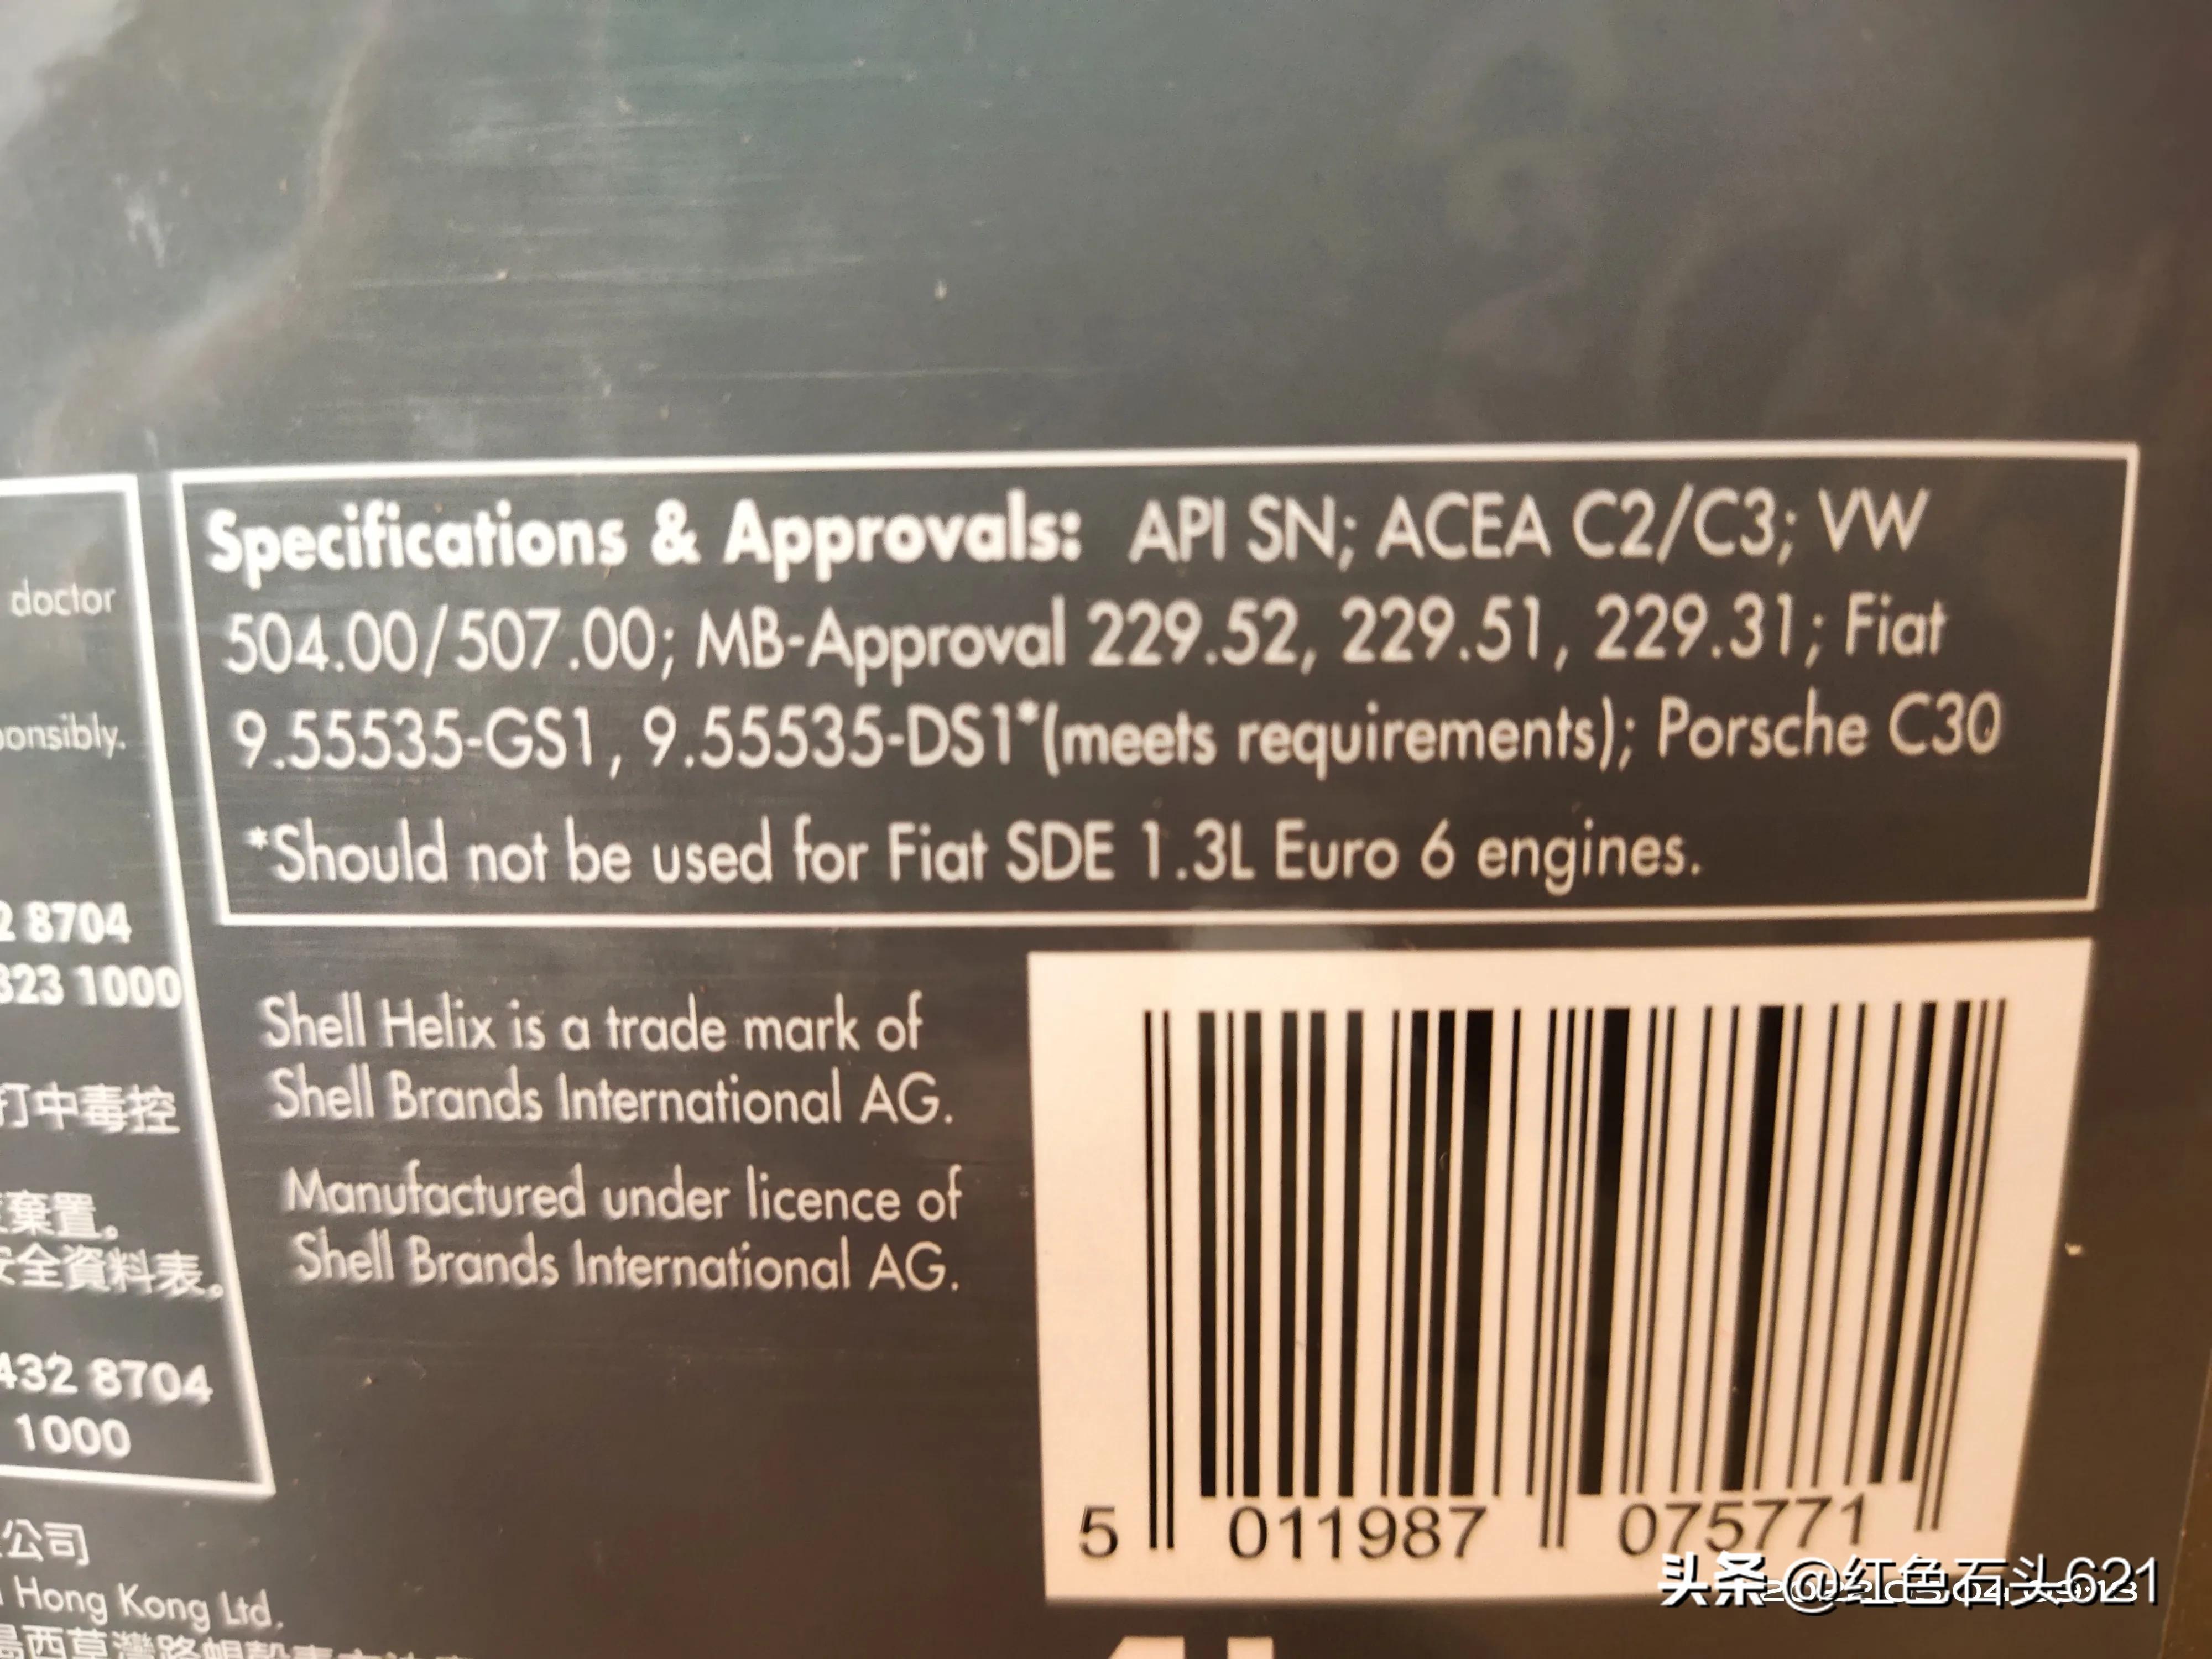 doctor
ponsibly.
2 8704
323 1000
打中毒控
棄置。
安全資料表。
432 8704
1000
公司
Hong Kong Ltd.
Specifications & Approvals: API SN; ACEA C2/C3; VW
504.00/507.00; MB-Approval 229.52, 229.51, 229.31; Fiat
9.55535-GS1, 9.55535-DS1*(meets requirements); Porsche C30
*Should not be used for Fiat SDE 1.3L Euro 6 engines.
Shell Helix is a trade mark of
Shell Brands International AG.
Manufactured under licence of
Shell Brands International AG.
5 011987 075771
头条 @红色石头621